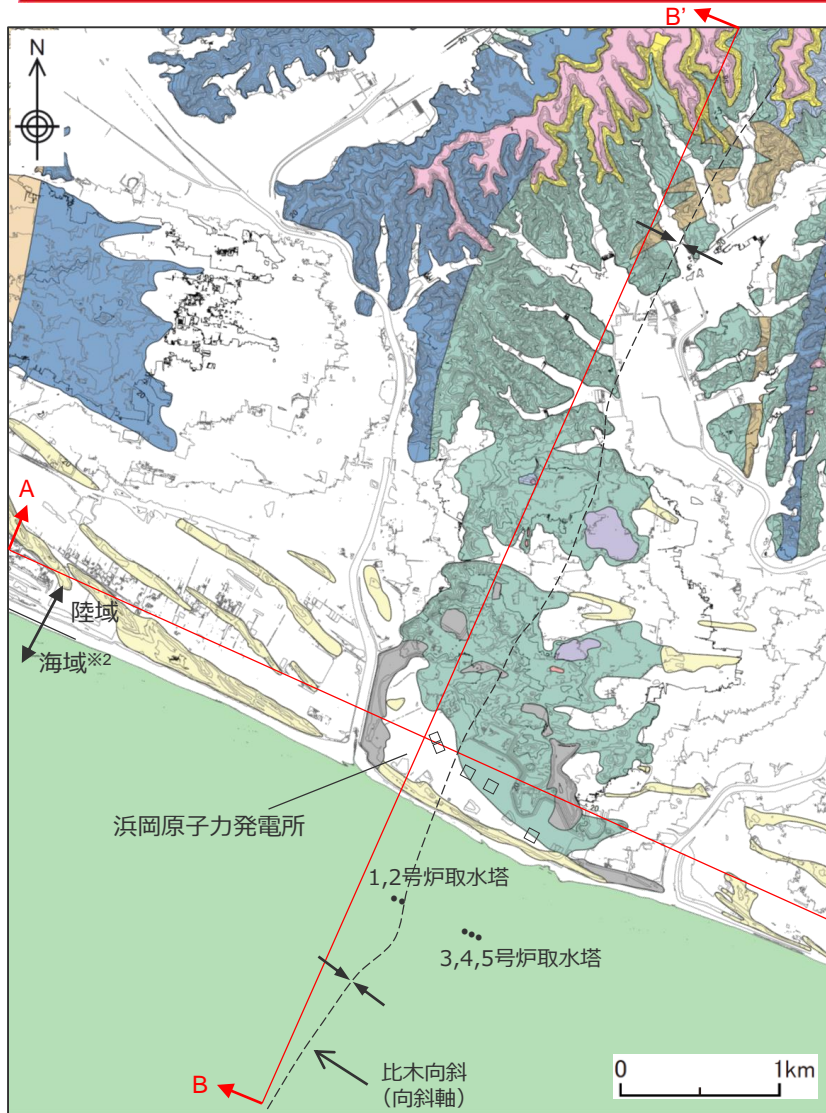 B’
N
A
陸域
海域※2
浜岡原子力発電所
1,2号炉取水塔
3,4,5号炉取水塔
B
比木向斜
（向斜軸）
0 1km